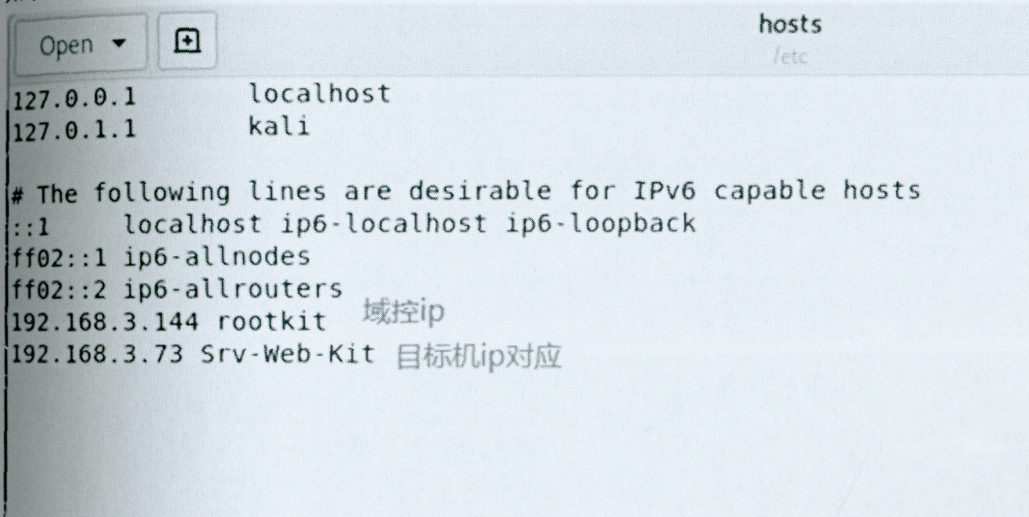 Open
hosts
/etc
127.0.0.1 localhost
127.0.1.1 kali
# The following lines are desirable for IPv6 capable hosts
::1 localhost ip6-localhost ip6-loopback
ff02::1 ip6-allnodes
ff02::2 ip6-allrouters
192.168.3.144 rootkit 域控ip
192.168.3.73 Srv-Web-Kit 目标机ip对应